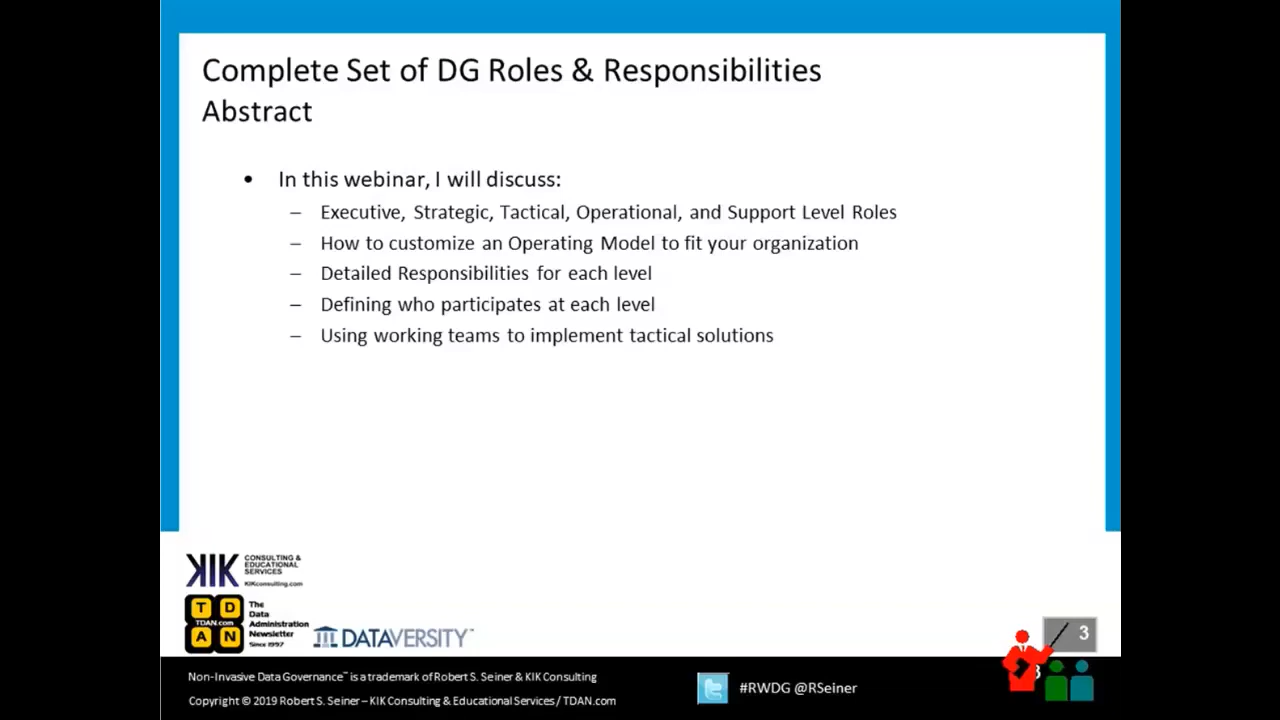 Complete Set of DG Roles & Responsibilities
Abstract
• In this webinar, I will discuss:
– Executive, Strategic, Tactical, Operational, and Support Level Roles
– How to customize an Operating Model to fit your organization
– Detailed Responsibilities for each level
– Defining who participates at each level
– Using working teams to implement tactical solutions
KIK
CONSULTING &
EDUCATIONAL
SERVICES
KIKconsulting.com
T D
TDAN.com
A N
The
Data
Administration
Newsletter
Since 1997
DATAVERSITY™
3
Non-Invasive Data Governance™ is a trademark of Robert S. Seiner & KIK Consulting
Copyright © 2019 Robert S. Seiner – KIK Consulting & Educational Services / TDAN.com
#RWDG @RSeiner